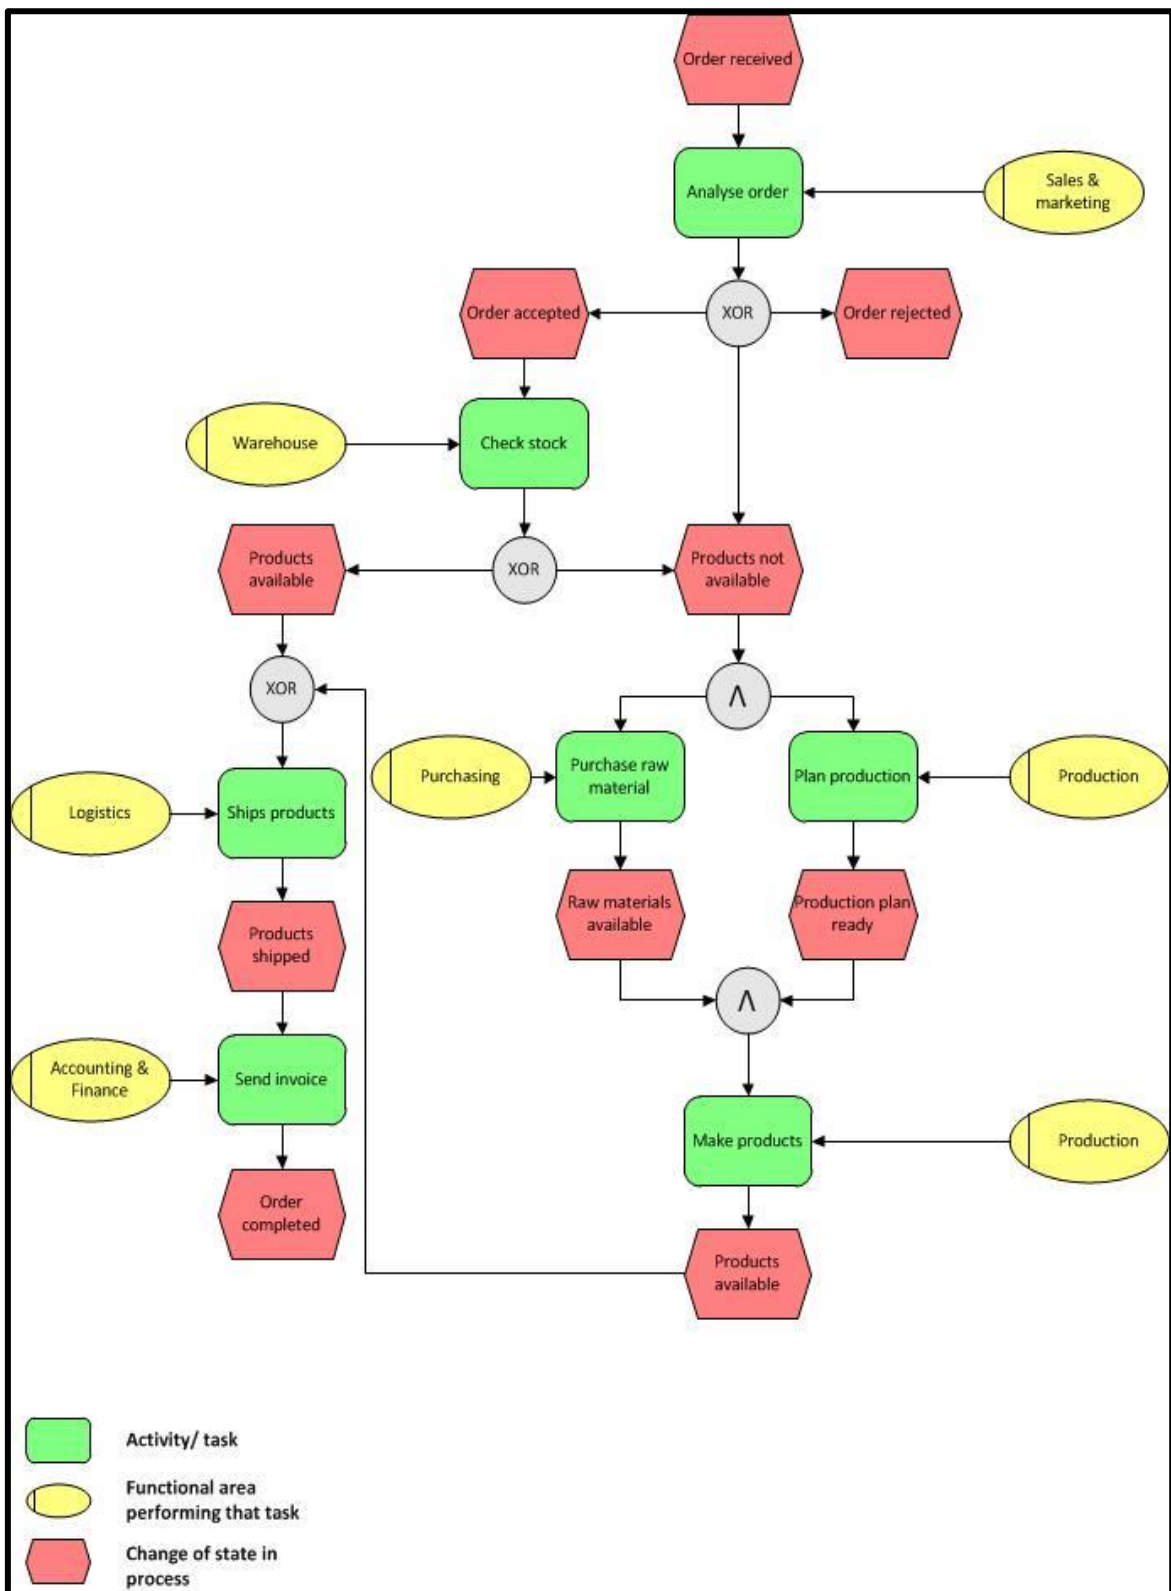 Order received
Analyse order
Sales &
marketing
Order accepted
XOR
Order rejected
Warehouse
Check stock
Products
available
XOR
Products not
available
XOR
Λ
Logistics
Ships products
Purchasing
Purchase raw
material
Plan production
Production
Products
shipped
Raw materials
available
Production plan
ready
Λ
Accounting &
Finance
Send invoice
Make products
Production
Order
completed
Products
available
Activity/ task
Functional area
performing that task
Change of state in
process